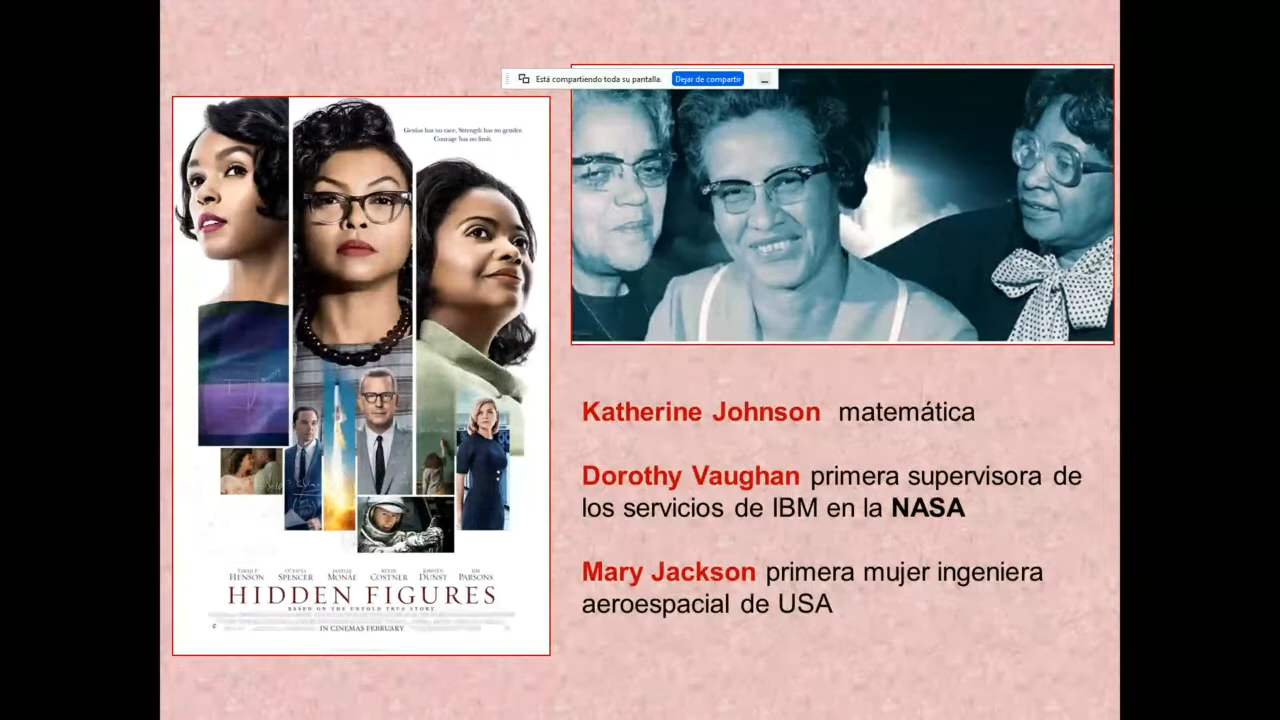 Está compartiendo toda su pantalla. Dejar de compartir
Genius has no race. Strength has no gender.
Courage has no limit.
TARAJI P. HENSON OCTAVIA SPENCER JANELLE MONÁE KEVIN COSTNER KIRSTEN DUNST JIM PARSONS
HIDDEN FIGURES
BASED ON THE UNTOLD TRUE STORY
IN CINEMAS FEBRUARY
Katherine Johnson matemática
Dorothy Vaughan primera supervisora de
los servicios de IBM en la NASA
Mary Jackson primera mujer ingeniera
aeroespacial de USA